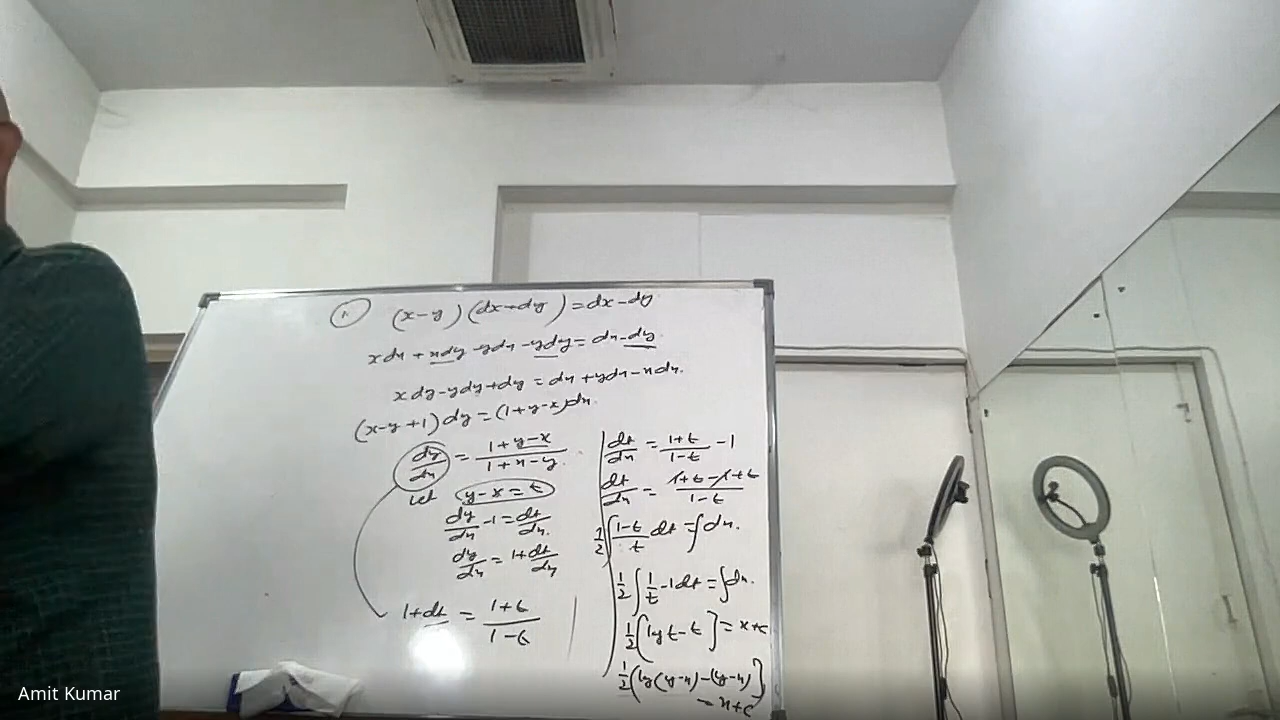 1. (x-y)(dx+dy)=dx-dy
xdx + xdy - ydx - ydy = dx - dy
xdy - ydy + dy = dx + ydx - xdx.
(x-y+1)dy = (1+y-x)dx.
dy/dx = 1+y-x / 1+x-y
Let y-x = t
dy/dx - 1 = dt/dx.
dy/dx = 1+dt/dx
1+dt = 1+t / 1-t
dt/dx = 1+t / 1-t - 1
dt/dx = 1+t-1+t / 1-t
1/2 ∫ 1-t / t dt = ∫dx.
1/2 ∫ 1/t - 1 dt = ∫dx.
1/2 [log t - t] = x+c
1/2 [log(y-x) - (y-x)]
= x+c
Amit Kumar